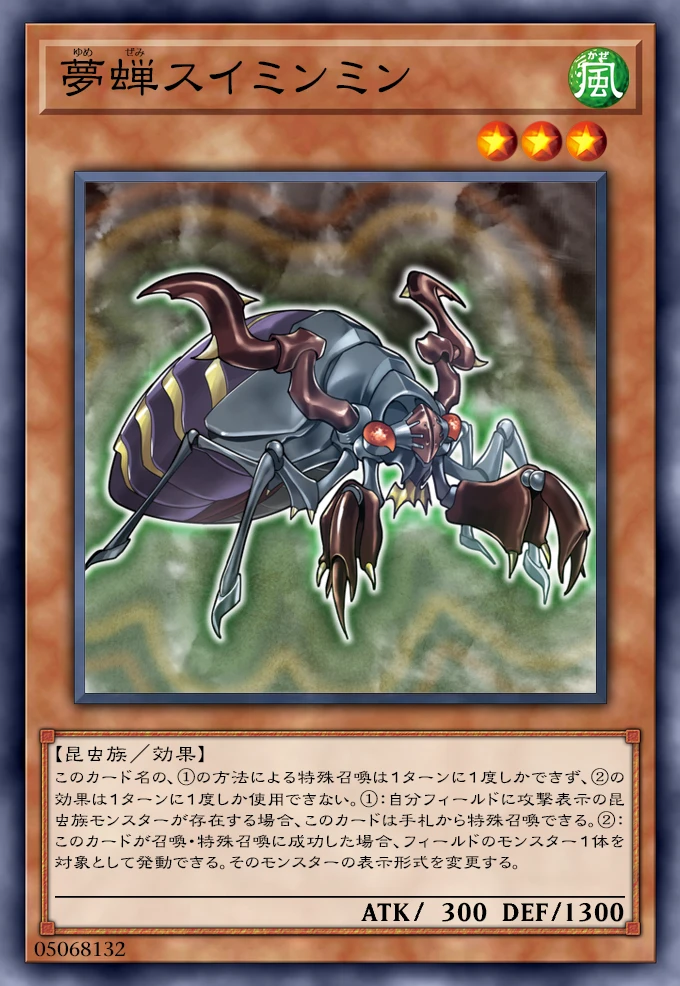 ゆめ ぜみ
夢蟬スイミンミン
かぜ
風
【昆虫族／効果】
このカード名の、①の方法による特殊召喚は1ターンに1度しかできず、②の
効果は1ターンに1度しか使用できない。①：自分フィールドに攻撃表示の昆
虫族モンスターが存在する場合、このカードは手札から特殊召喚できる。②：
このカードが召喚・特殊召喚に成功した場合、フィールドのモンスター1体を
対象として発動できる。そのモンスターの表示形式を変更する。
ATK/ 300 DEF/1300
05068132